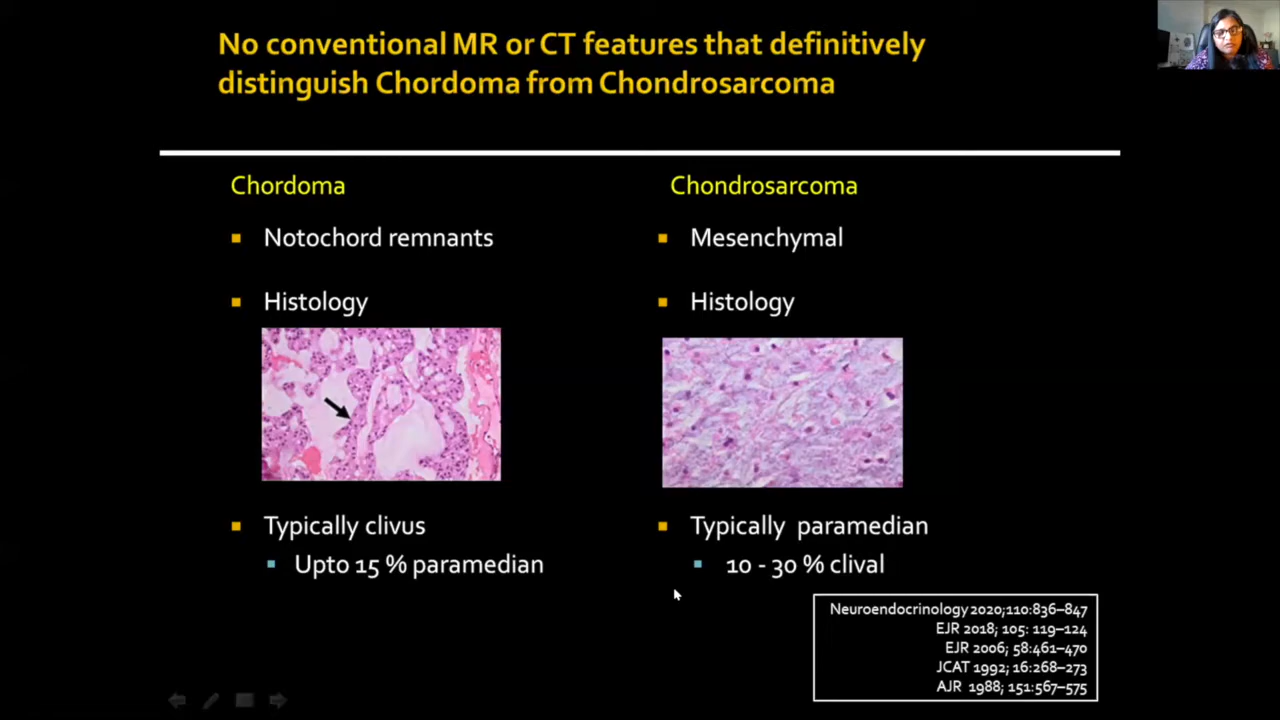 No conventional MR or CT features that definitively
distinguish Chordoma from Chondrosarcoma
Chordoma
Notochord remnants
Histology
Typically clivus
Upto 15 % paramedian
Chondrosarcoma
Mesenchymal
Histology
Typically paramedian
10 - 30 % clival
Neuroendocrinology 2020;110:836–847
EJR 2018; 105: 119–124
EJR 2006; 58:461–470
JCAT 1992; 16:268–273
AJR 1988; 151:567–575